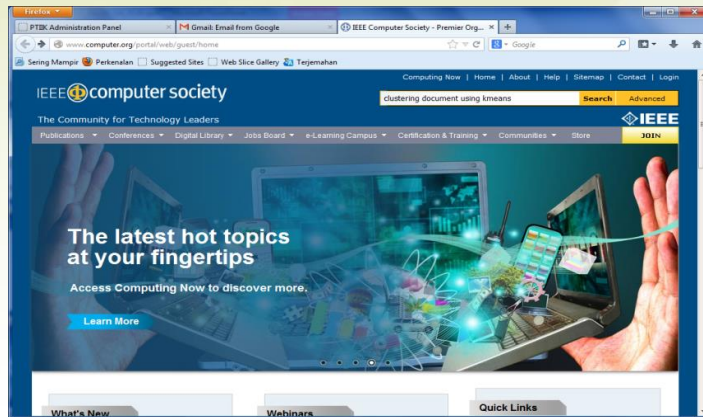 Firefox
PTIIK Administration Panel
Gmail: Email from Google
IEEE Computer Society - Premier Org...
www.computer.org/portal/web/guest/home
Google
Sering Mampir Perkenalan Suggested Sites Web Slice Gallery Terjemahan
Computing Now | Home | About | Help | Sitemap | Contact | Login
IEEE computer society
clustering document using kmeans
Search
Advanced
The Community for Technology Leaders
IEEE
Publications Conferences Digital Library Jobs Board e-Learning Campus Certification & Training Communities Store
JOIN
The latest hot topics
at your fingertips
Access Computing Now to discover more.
Learn More
What's New
Webinars
Quick Links